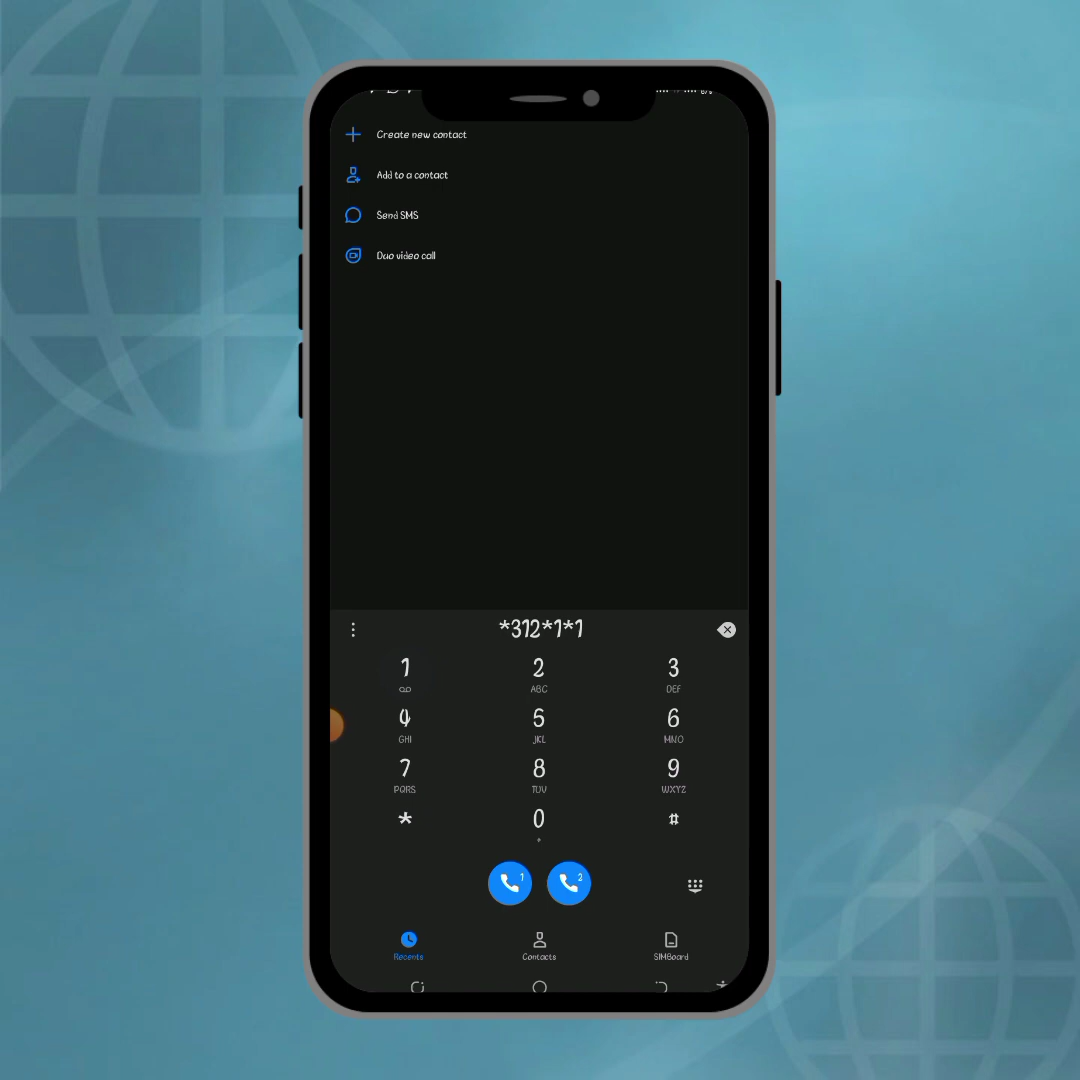 67%
Create new contact
Add to a contact
Send SMS
Duo video call
*312*1*1
1 2 3
ABC DEF
4 5 6
GHI JKL MNO
7 8 9
PQRS TUV WXYZ
* 0 #
+
1 2
Recents Contacts SIMBoard